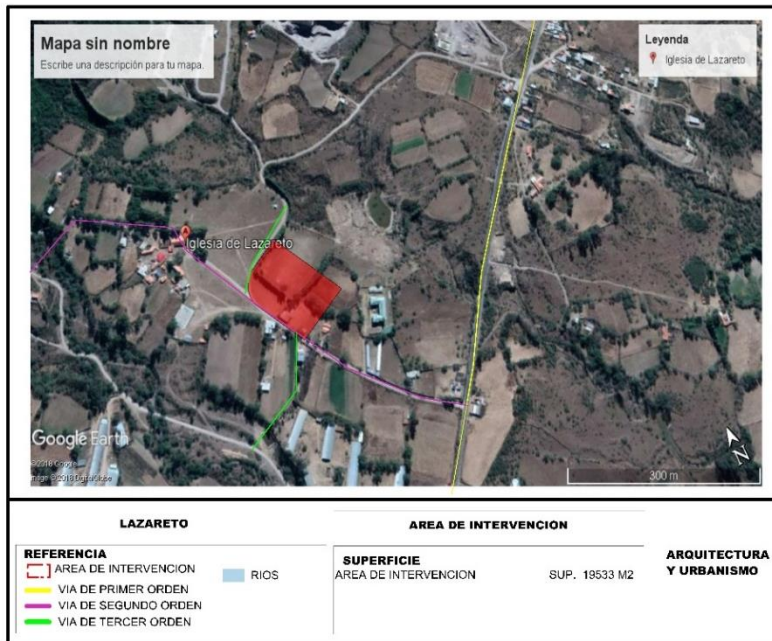 Mapa sin nombre
Escribe una descripción para tu mapa.
Leyenda
Iglesia de Lazareto
Iglesia de Lazareto
Google Earth
N
300 m
LAZARETO
AREA DE INTERVENCION
REFERENCIA
AREA DE INTERVENCION
RIOS
VIA DE PRIMER ORDEN
VIA DE SEGUNDO ORDEN
VIA DE TERCER ORDEN
SUPERFICIE
AREA DE INTERVENCION SUP. 19533 M2
ARQUITECTURA
Y URBANISMO